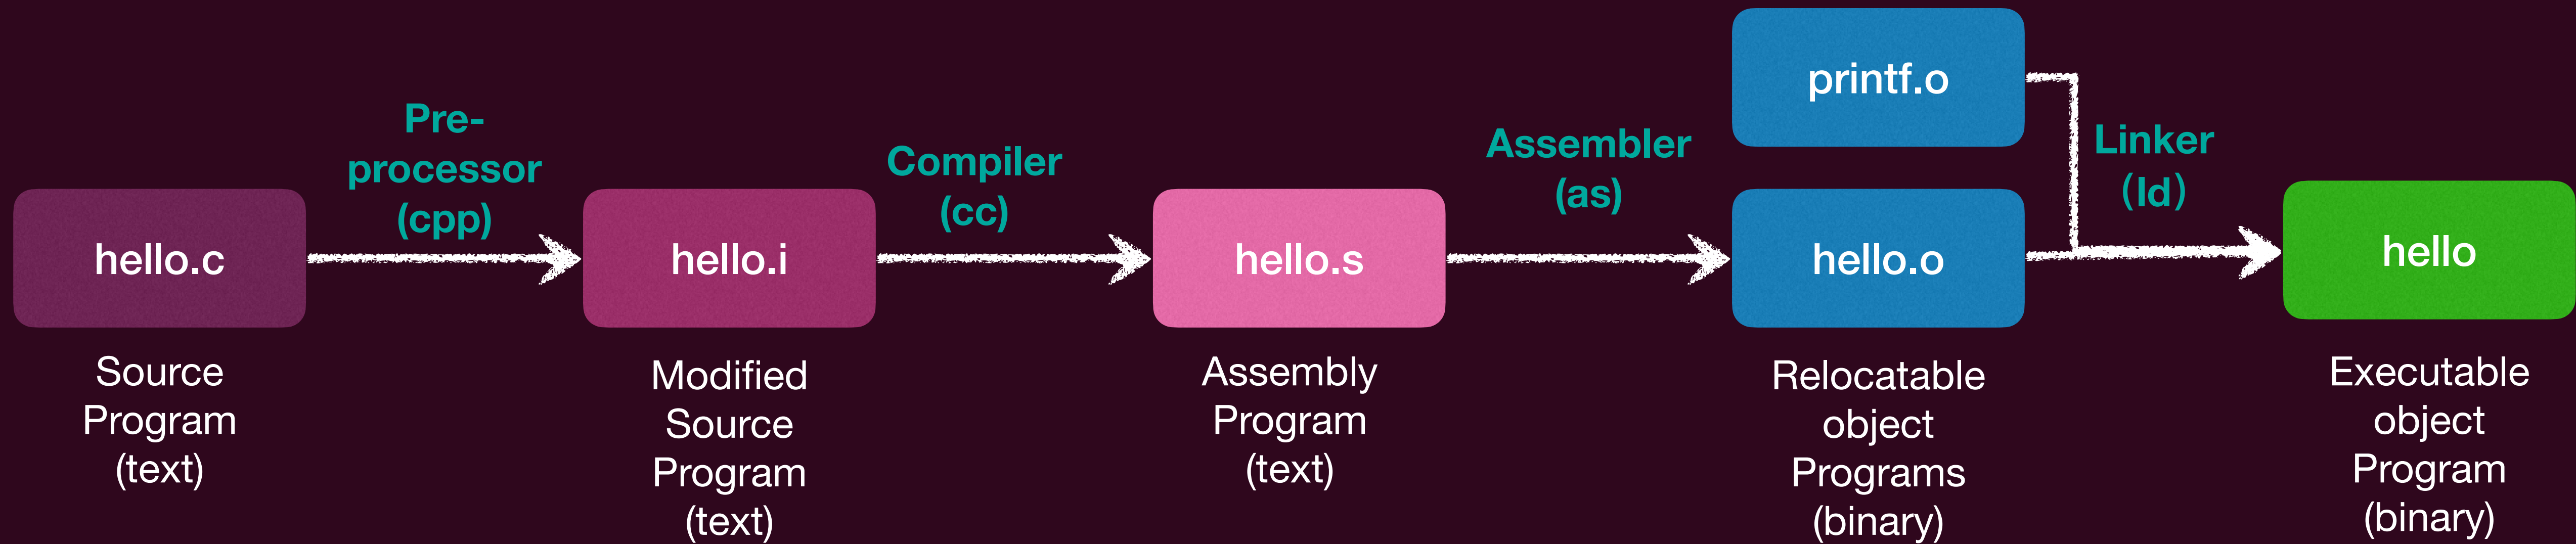 hello.c
Pre-
processor
(cpp)
hello.i
Compiler
(cc)
hello.s
Assembler
(as)
printf.o
hello.o
Linker
(ld)
hello
Source
Program
(text)
Modified
Source
Program
(text)
Assembly
Program
(text)
Relocatable
object
Programs
(binary)
Executable
object
Program
(binary)